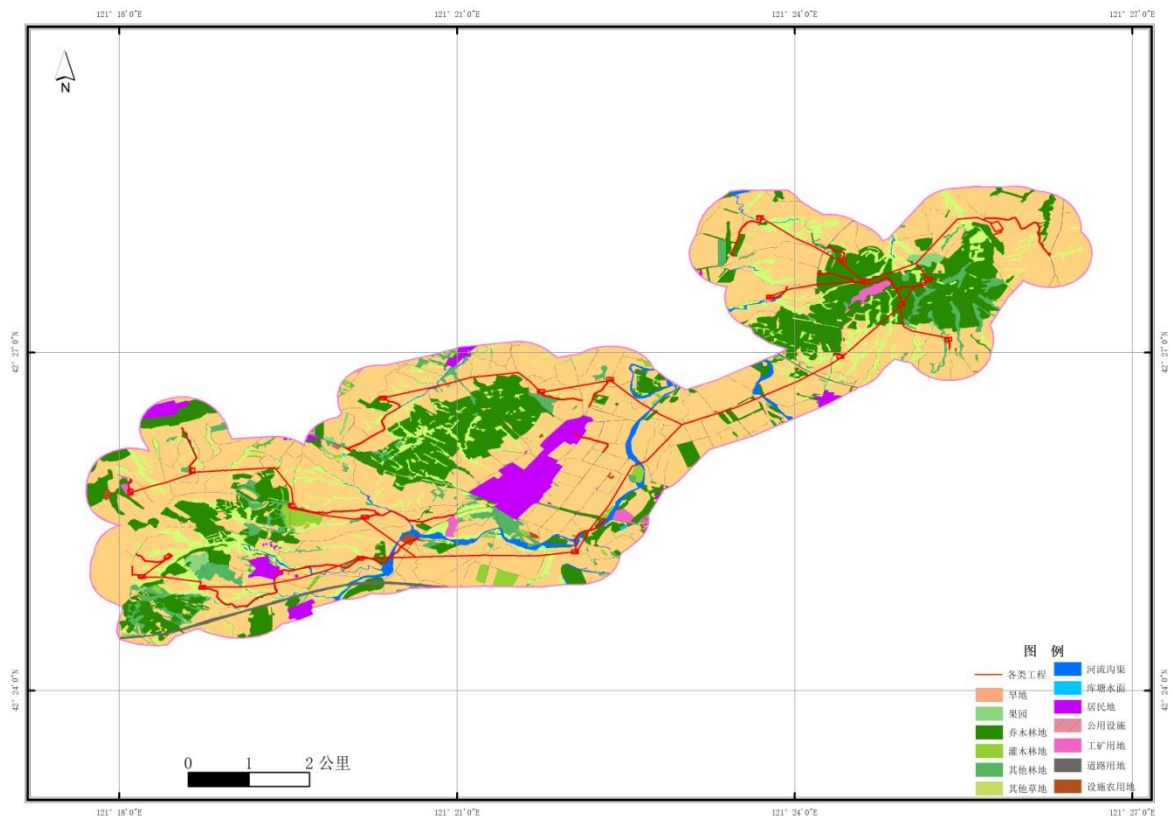 121° 18′ 0″E 121° 21′ 0″E 121° 24′ 0″E 121° 27′ 0″E
N
42° 27′ 0″N 42° 27′ 0″N
图 例
各类工程
旱地
果园
乔木林地
灌木林地
其他林地
其他草地
河流沟渠
库塘水面
居民地
公用设施
工矿用地
道路用地
设施农用地
42° 24′ 0″N 42° 24′ 0″N
0 1 2 公里
121° 18′ 0″E 121° 21′ 0″E 121° 24′ 0″E 121° 27′ 0″E